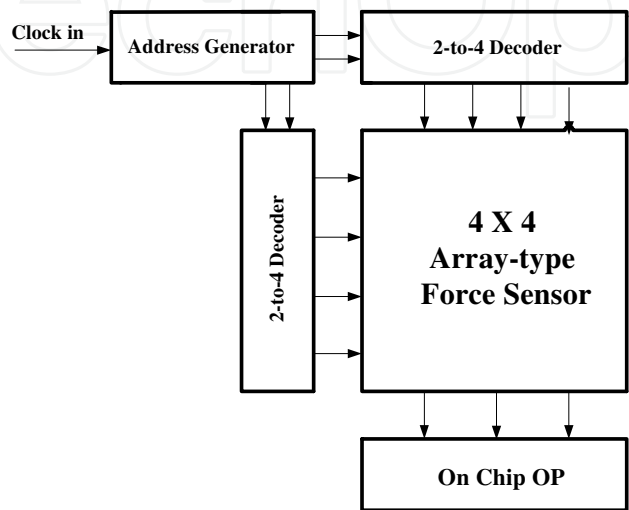 Clock in
Address Generator
2-to-4 Decoder
2-to-4 Decoder
4 X 4
Array-type
Force Sensor
On Chip OP